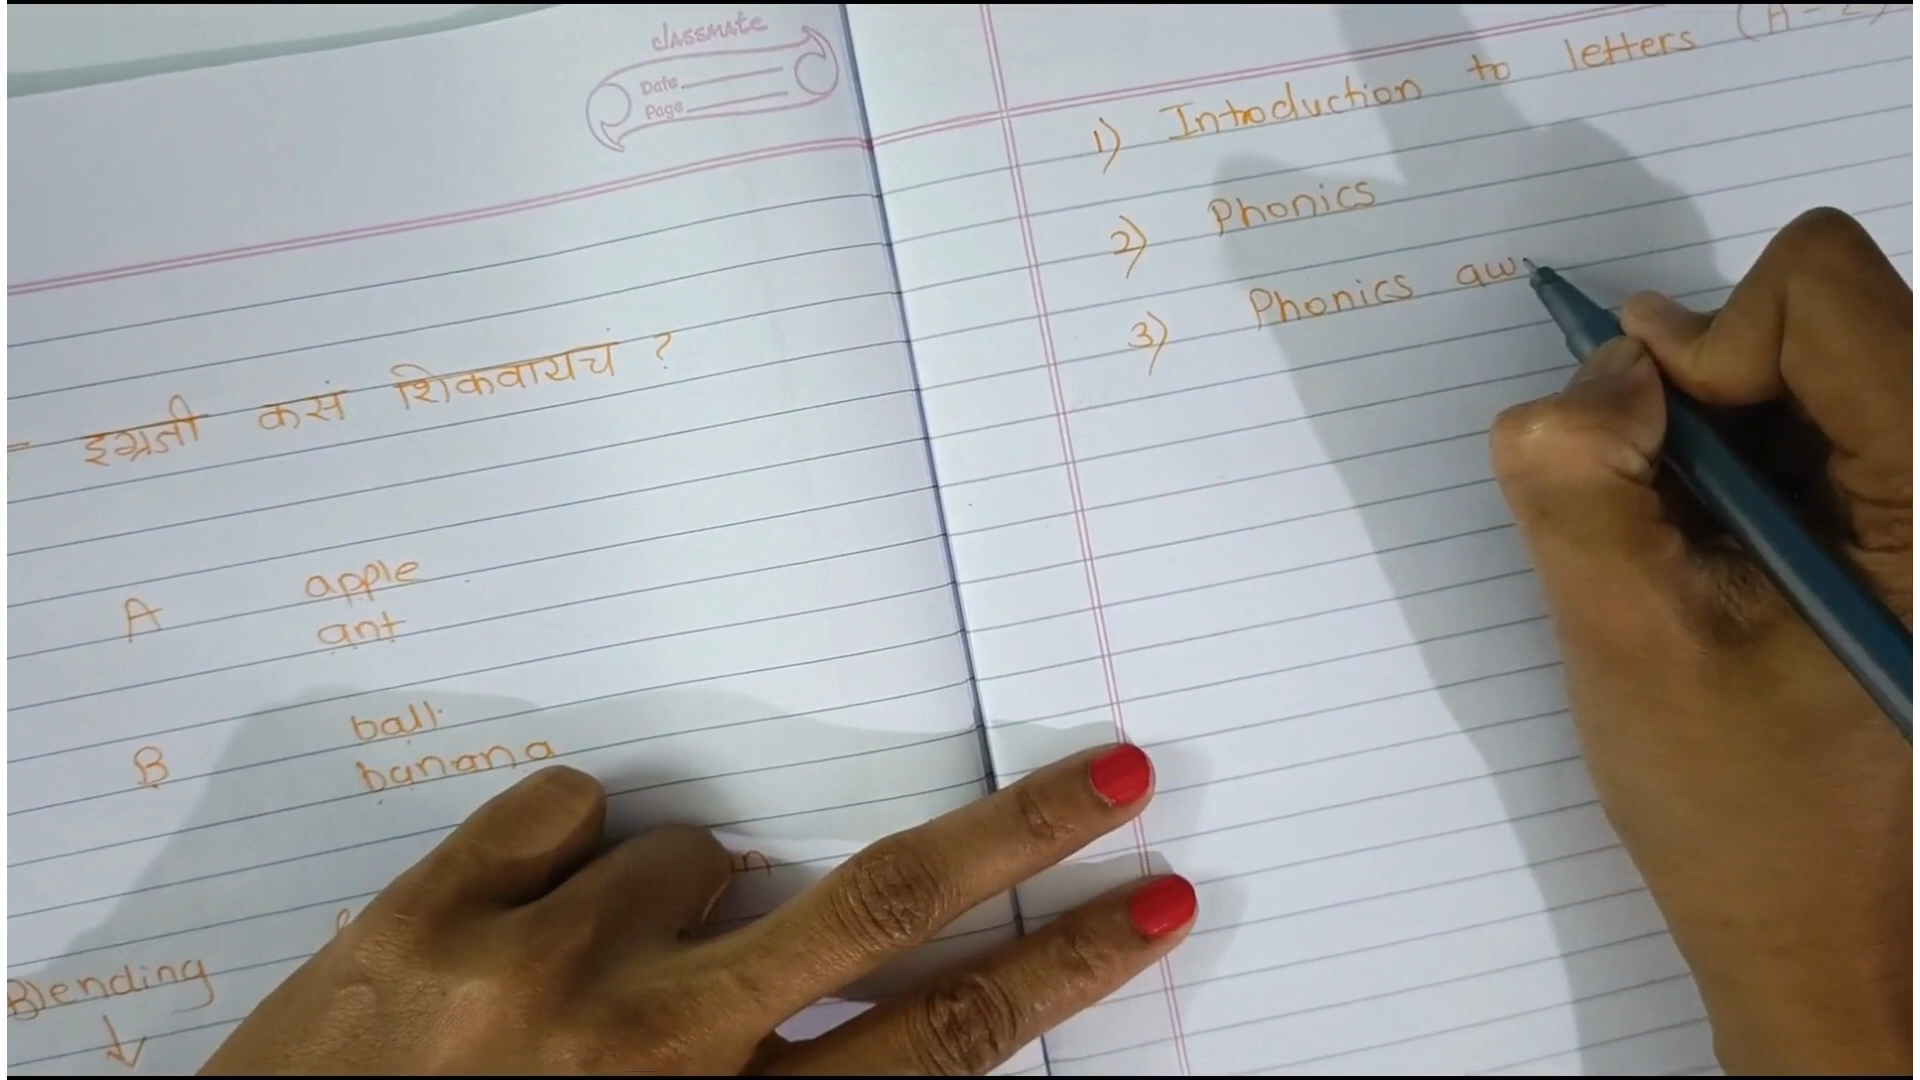 classmate
Date
Page
इंग्रजी कसं शिकवायचं ?
A apple
ant
B ball
banana
Blending
1) Introduction to letters (A-Z)
2) Phonics
3) Phonics aw